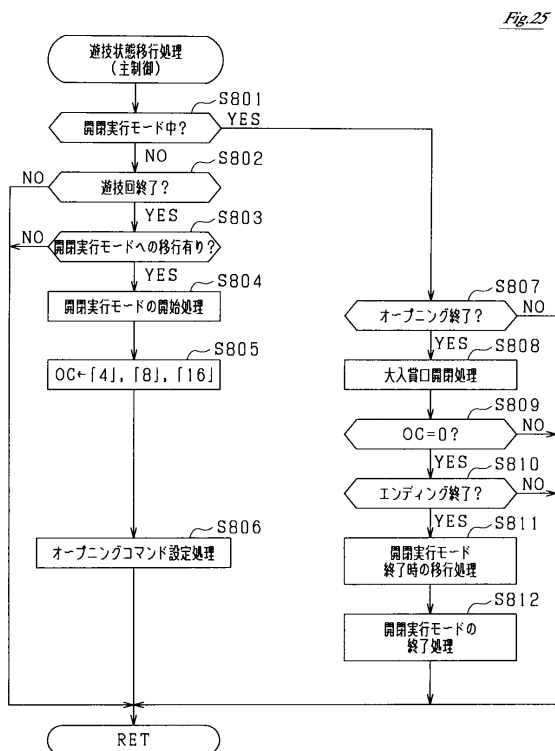 Fig.25
遊技状態移行処理
(主制御)
S801
開閉実行モード中?
YES
NO
S802
NO
遊技回終了?
YES
S803
NO
開閉実行モードへの移行有り?
YES
S804
開閉実行モードの開始処理
S805
OC←「4」,「8」,「16」
S806
オープニングコマンド設定処理
S807
オープニング終了?
NO
YES
S808
大入賞口開閉処理
S809
OC=0?
NO
YES
S810
エンディング終了?
NO
YES
S811
開閉実行モード
終了時の移行処理
S812
開閉実行モードの
終了処理
RET